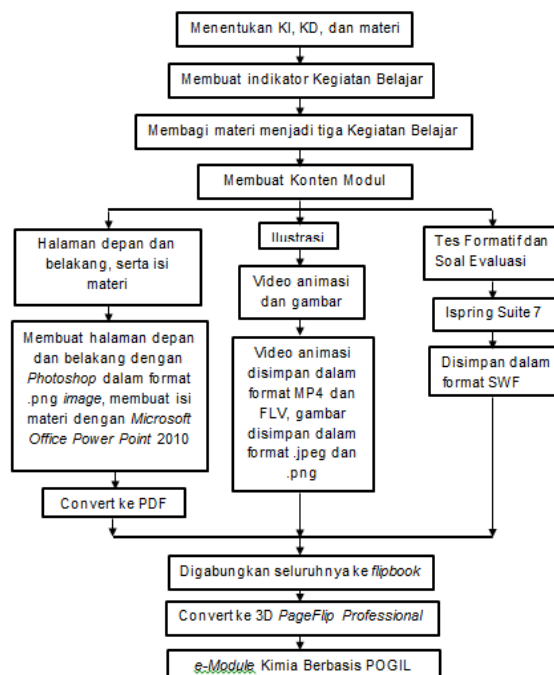 Menentukan KI, KD, dan materi
Membuat indikator Kegiatan Belajar
Membagi materi menjadi tiga Kegiatan Belajar
Membuat Konten Modul
Halaman depan dan
belakang, serta isi
materi
Membuat halaman depan
dan belakang dengan
Photoshop dalam format
.png image, membuat isi
materi dengan Microsoft
Office Power Point 2010
Convert ke PDF
Ilustrasi
Video animasi
dan gambar
Video animasi
disimpan dalam
format MP4 dan
FLV, gambar
disimpan dalam
format .jpeg dan
.png
Tes Formatif dan
Soal Evaluasi
Ispring Suite 7
Disimpan dalam
format SWF
Digabungkan seluruhnya ke flipbook
Convert ke 3D PageFlip Professional
e-Module Kimia Berbasis POGIL